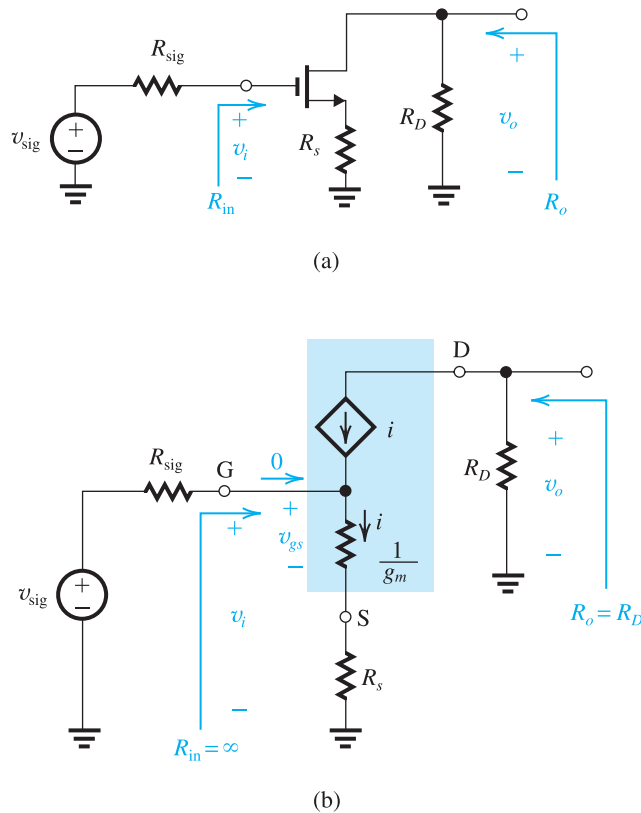 R_sig
v_sig
+
−
+
v_i
−
R_in
R_s
R_D
+
v_o
−
R_o
(a)
D
i
R_sig
G
0
+
v_gs
−
i
1/g_m
R_D
+
v_o
−
v_sig
+
−
+
v_i
−
S
R_s
R_o = R_D
R_in = ∞
(b)